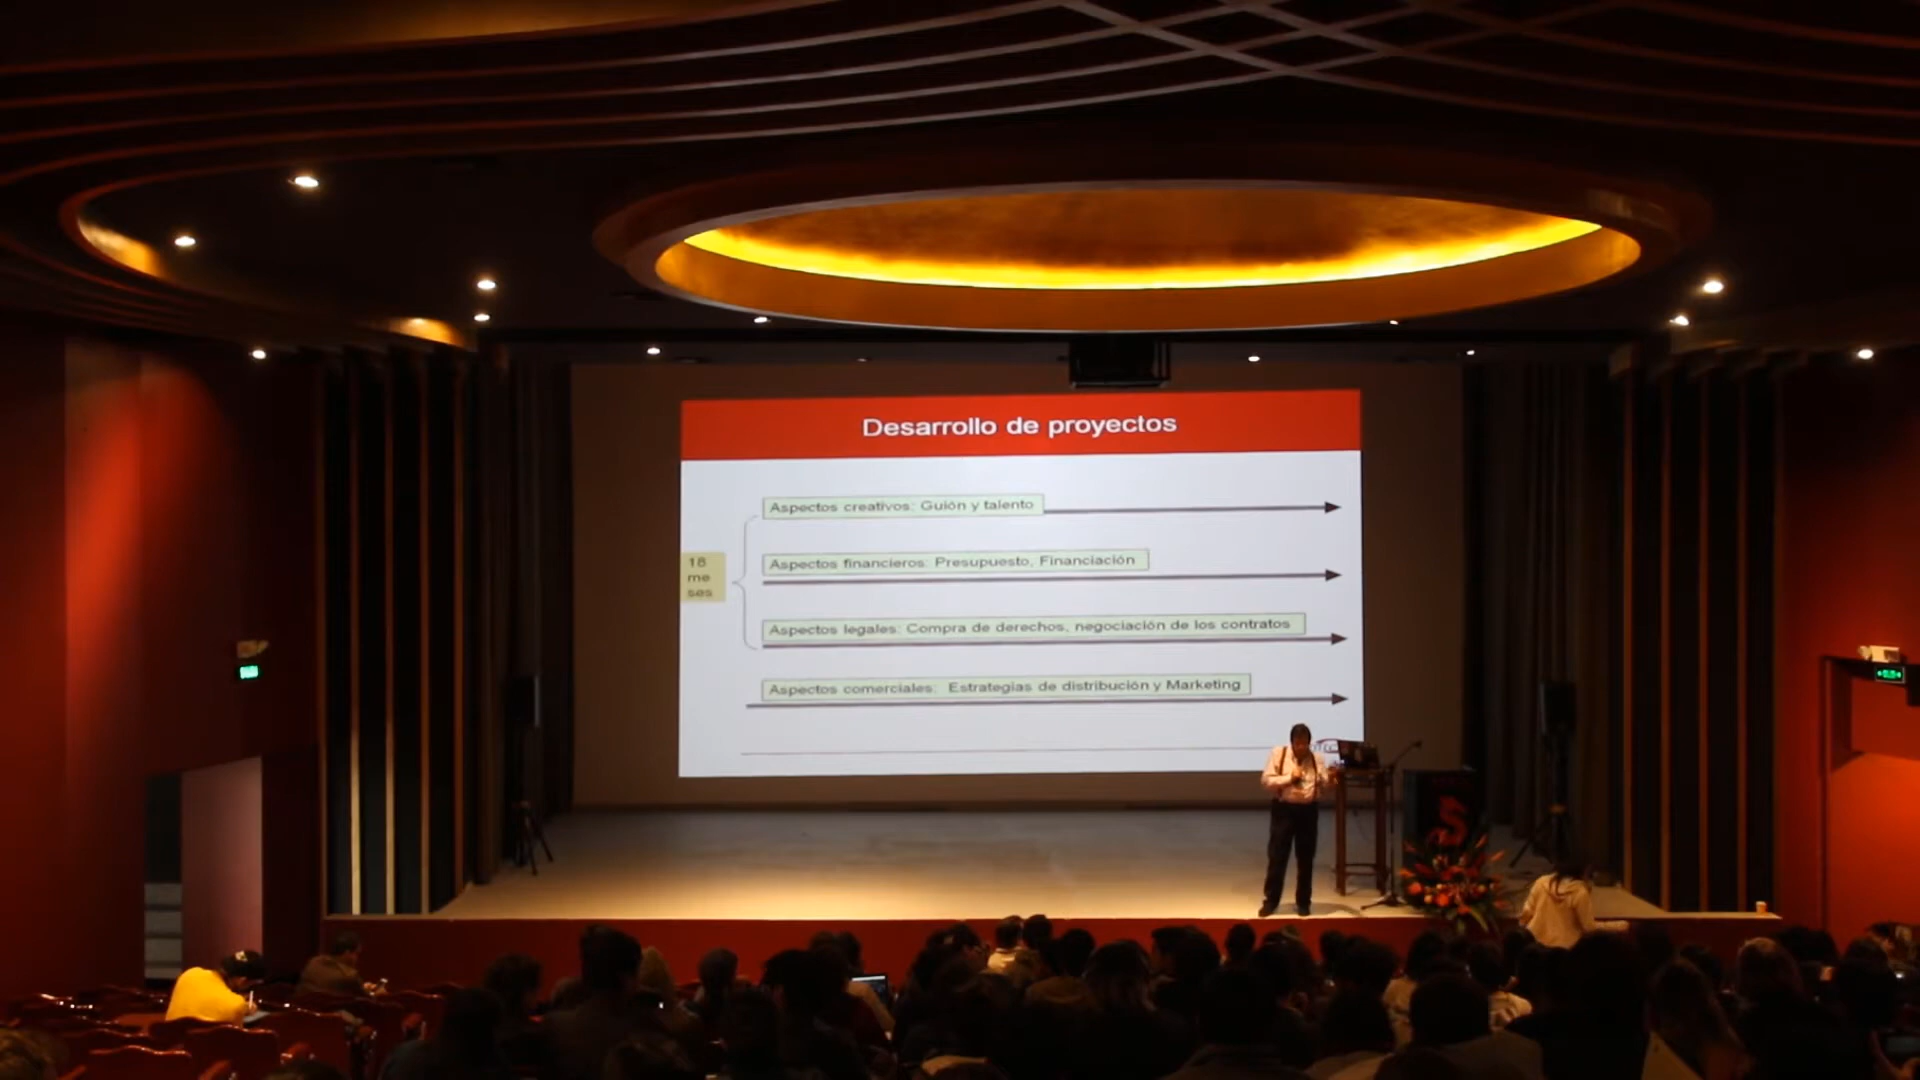 Desarrollo de proyectos
Aspectos creativos: Guión y talento
18
me
ses
Aspectos financieros: Presupuesto, Financiación
Aspectos legales: Compra de derechos, negociación de los contratos
Aspectos comerciales: Estrategias de distribución y Marketing